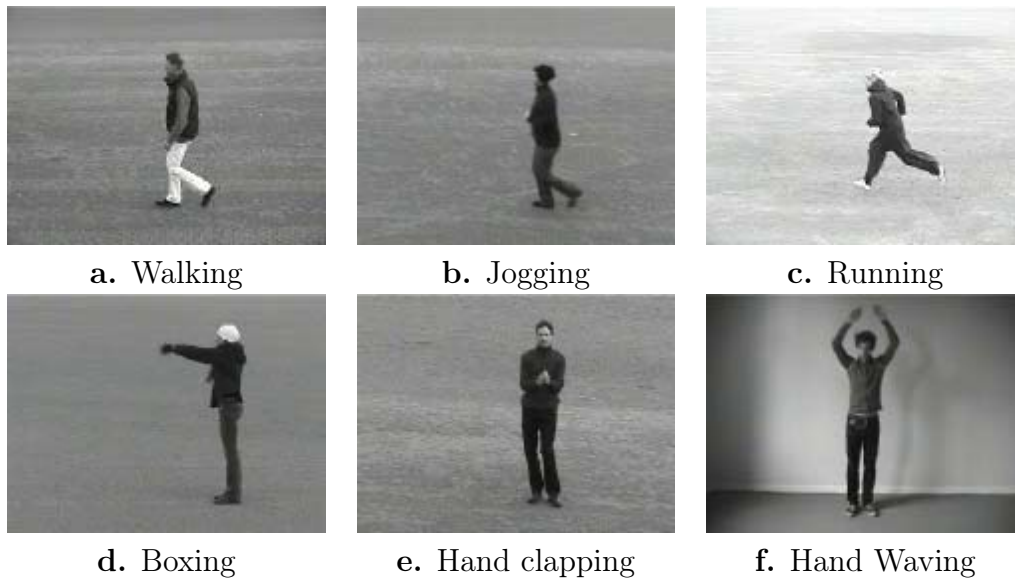 a. Walking
b. Jogging
c. Running
d. Boxing
e. Hand clapping
f. Hand Waving